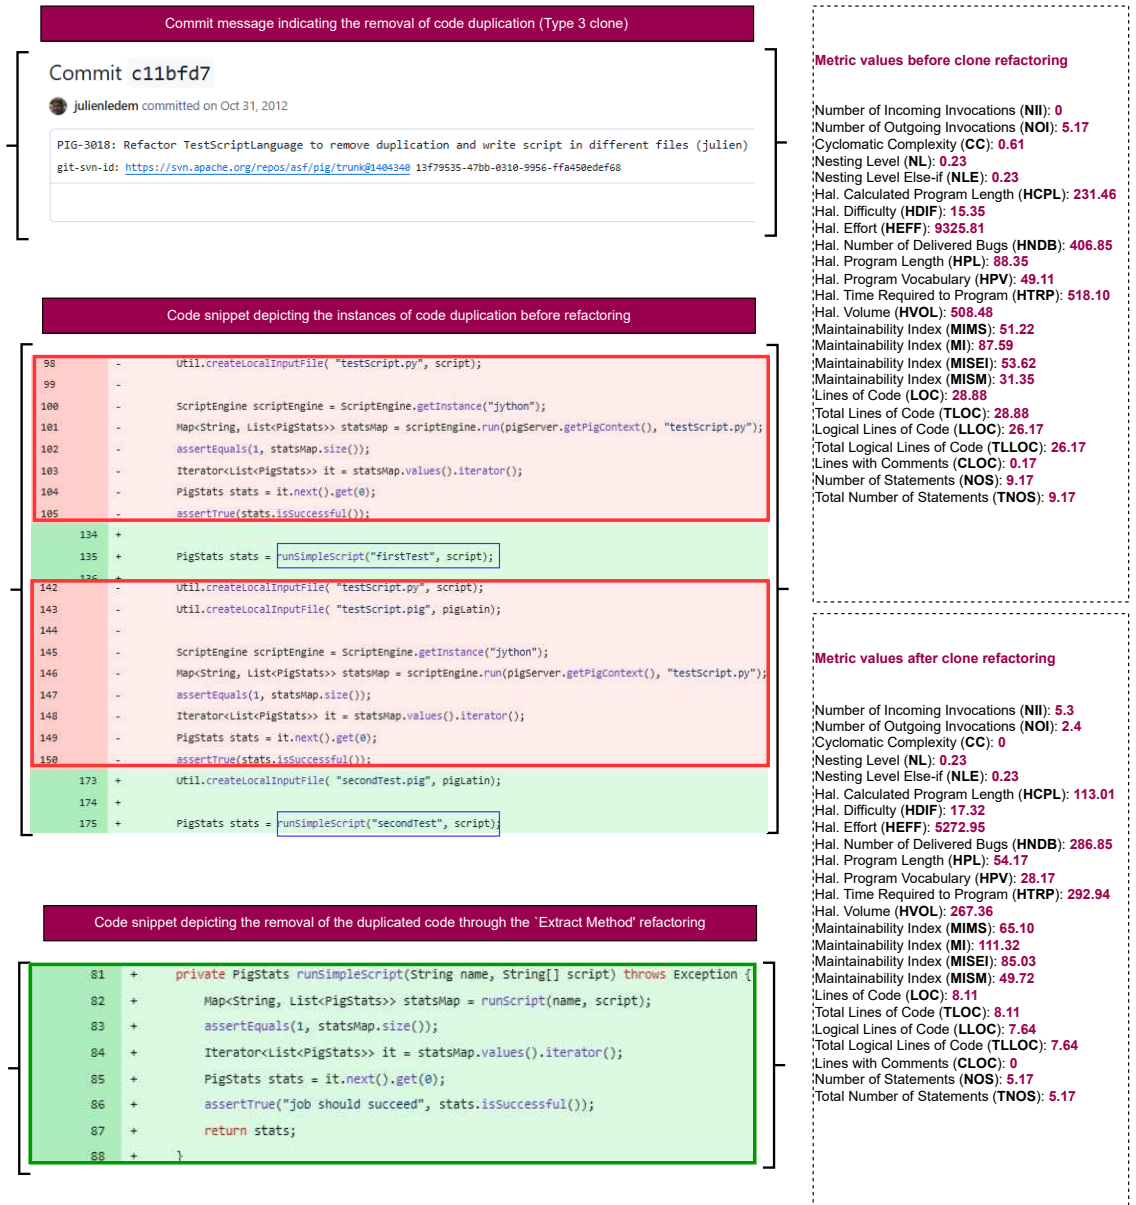 Commit message indicating the removal of code duplication (Type 3 clone)
Commit c11bfd7
julienledem committed on Oct 31, 2012
PIG-3018: Refactor TestScriptLanguage to remove duplication and write script in different files (julien)
git-svn-id: https://svn.apache.org/repos/asf/pig/trunk@1404340 13f79535-47bb-0310-9956-ffa450edef68
Code snippet depicting the instances of code duplication before refactoring
98 - Util.createLocalInputFile( "testScript.py", script);
99 -
100 - ScriptEngine scriptEngine = ScriptEngine.getInstance("jython");
101 - Map<String, List<PigStats>> statsMap = scriptEngine.run(pigServer.getPigContext(), "testScript.py");
102 - assertEquals(1, statsMap.size());
103 - Iterator<List<PigStats>> it = statsMap.values().iterator();
104 - PigStats stats = it.next().get(0);
105 - assertTrue(stats.isSuccessful());
134 +
135 + PigStats stats = runSimpleScript("firstTest", script);
136 +
142 - Util.createLocalInputFile( "testScript.py", script);
143 - Util.createLocalInputFile( "testScript.pig", pigLatin);
144 -
145 - ScriptEngine scriptEngine = ScriptEngine.getInstance("jython");
146 - Map<String, List<PigStats>> statsMap = scriptEngine.run(pigServer.getPigContext(), "testScript.py");
147 - assertEquals(1, statsMap.size());
148 - Iterator<List<PigStats>> it = statsMap.values().iterator();
149 - PigStats stats = it.next().get(0);
150 - assertTrue(stats.isSuccessful());
173 + Util.createLocalInputFile( "secondTest.pig", pigLatin);
174 +
175 + PigStats stats = runSimpleScript("secondTest", script);
Code snippet depicting the removal of the duplicated code through the `Extract Method' refactoring
81 + private PigStats runSimpleScript(String name, String[] script) throws Exception {
82 + Map<String, List<PigStats>> statsMap = runScript(name, script);
83 + assertEquals(1, statsMap.size());
84 + Iterator<List<PigStats>> it = statsMap.values().iterator();
85 + PigStats stats = it.next().get(0);
86 + assertTrue("job should succeed", stats.isSuccessful());
87 + return stats;
88 + }
Metric values before clone refactoring
Number of Incoming Invocations (NII): 0
Number of Outgoing Invocations (NOI): 5.17
Cyclomatic Complexity (CC): 0.61
Nesting Level (NL): 0.23
Nesting Level Else-if (NLE): 0.23
Hal. Calculated Program Length (HCPL): 231.46
Hal. Difficulty (HDIF): 15.35
Hal. Effort (HEFF): 9325.81
Hal. Number of Delivered Bugs (HNDB): 406.85
Hal. Program Length (HPL): 88.35
Hal. Program Vocabulary (HPV): 49.11
Hal. Time Required to Program (HTRP): 518.10
Hal. Volume (HVOL): 508.48
Maintainability Index (MIMS): 51.22
Maintainability Index (MI): 87.59
Maintainability Index (MISEI): 53.62
Maintainability Index (MISM): 31.35
Lines of Code (LOC): 28.88
Total Lines of Code (TLOC): 28.88
Logical Lines of Code (LLOC): 26.17
Total Logical Lines of Code (TLLOC): 26.17
Lines with Comments (CLOC): 0.17
Number of Statements (NOS): 9.17
Total Number of Statements (TNOS): 9.17
Metric values after clone refactoring
Number of Incoming Invocations (NII): 5.3
Number of Outgoing Invocations (NOI): 2.4
Cyclomatic Complexity (CC): 0
Nesting Level (NL): 0.23
Nesting Level Else-if (NLE): 0.23
Hal. Calculated Program Length (HCPL): 113.01
Hal. Difficulty (HDIF): 17.32
Hal. Effort (HEFF): 5272.95
Hal. Number of Delivered Bugs (HNDB): 286.85
Hal. Program Length (HPL): 54.17
Hal. Program Vocabulary (HPV): 28.17
Hal. Time Required to Program (HTRP): 292.94
Hal. Volume (HVOL): 267.36
Maintainability Index (MIMS): 65.10
Maintainability Index (MI): 111.32
Maintainability Index (MISEI): 85.03
Maintainability Index (MISM): 49.72
Lines of Code (LOC): 8.11
Total Lines of Code (TLOC): 8.11
Logical Lines of Code (LLOC): 7.64
Total Logical Lines of Code (TLLOC): 7.64
Lines with Comments (CLOC): 0
Number of Statements (NOS): 5.17
Total Number of Statements (TNOS): 5.17